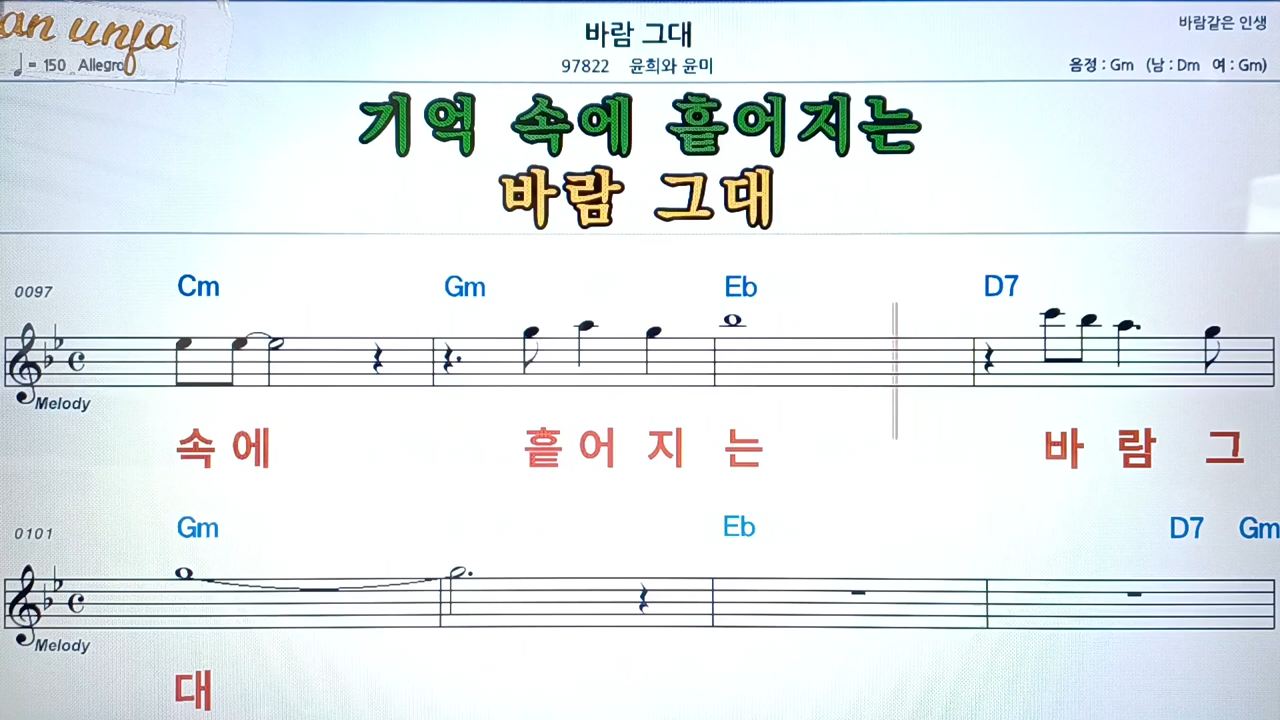 an unfa
바람 그대
바람같은 인생
♩ = 150 Allegro
97822 윤희와 윤미
음정 : Gm (남 : Dm 여 : Gm)
기억 속에 흩어지는
바람 그대
0097 Cm Gm Eb D7
Melody
속에 흩어지는 바람그
0101 Gm Eb D7 Gm
Melody
대